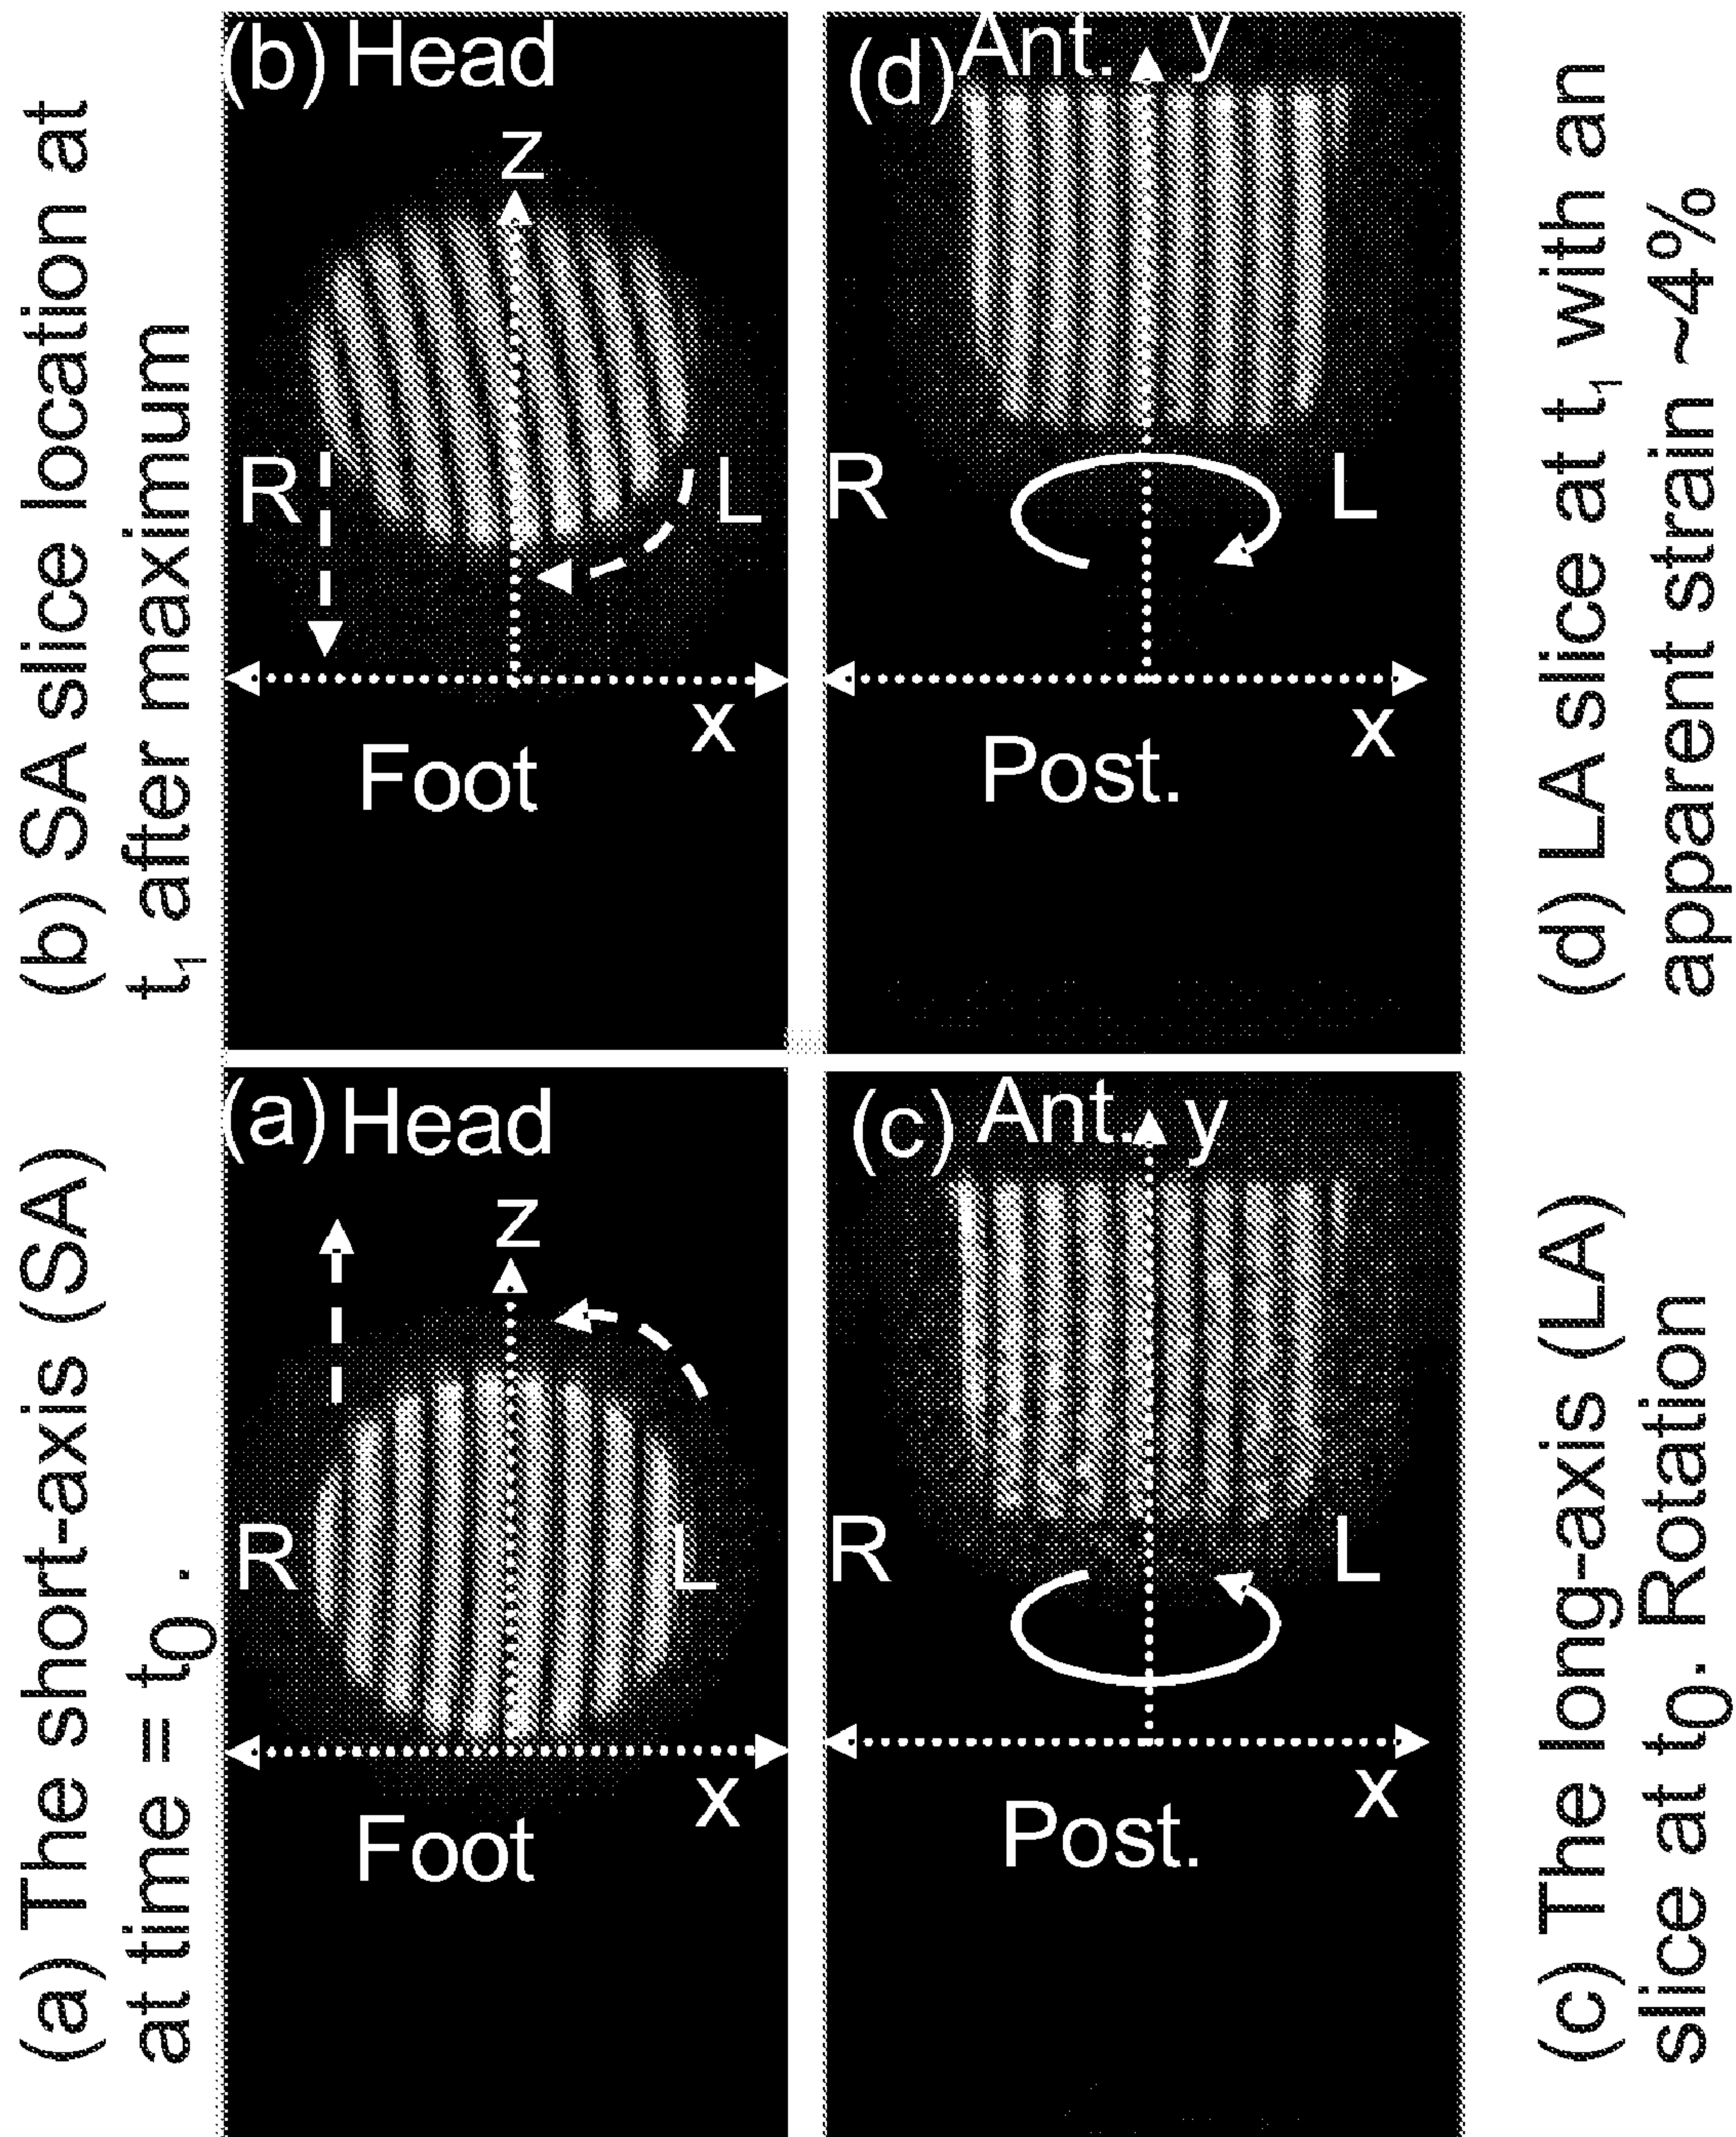 (b) SA slice location at
t₁ after maximum
(b) Head
z
R
L
x
Foot
(d) Ant. y
R
L
x
Post.
(d) LA slice at t₁ with an
apparent strain ~4%
(a) The short-axis (SA)
at time = t₀.
(a) Head
z
R
L
x
Foot
(c) Ant. y
R
L
x
Post.
(c) The long-axis (LA)
slice at t₀. Rotation